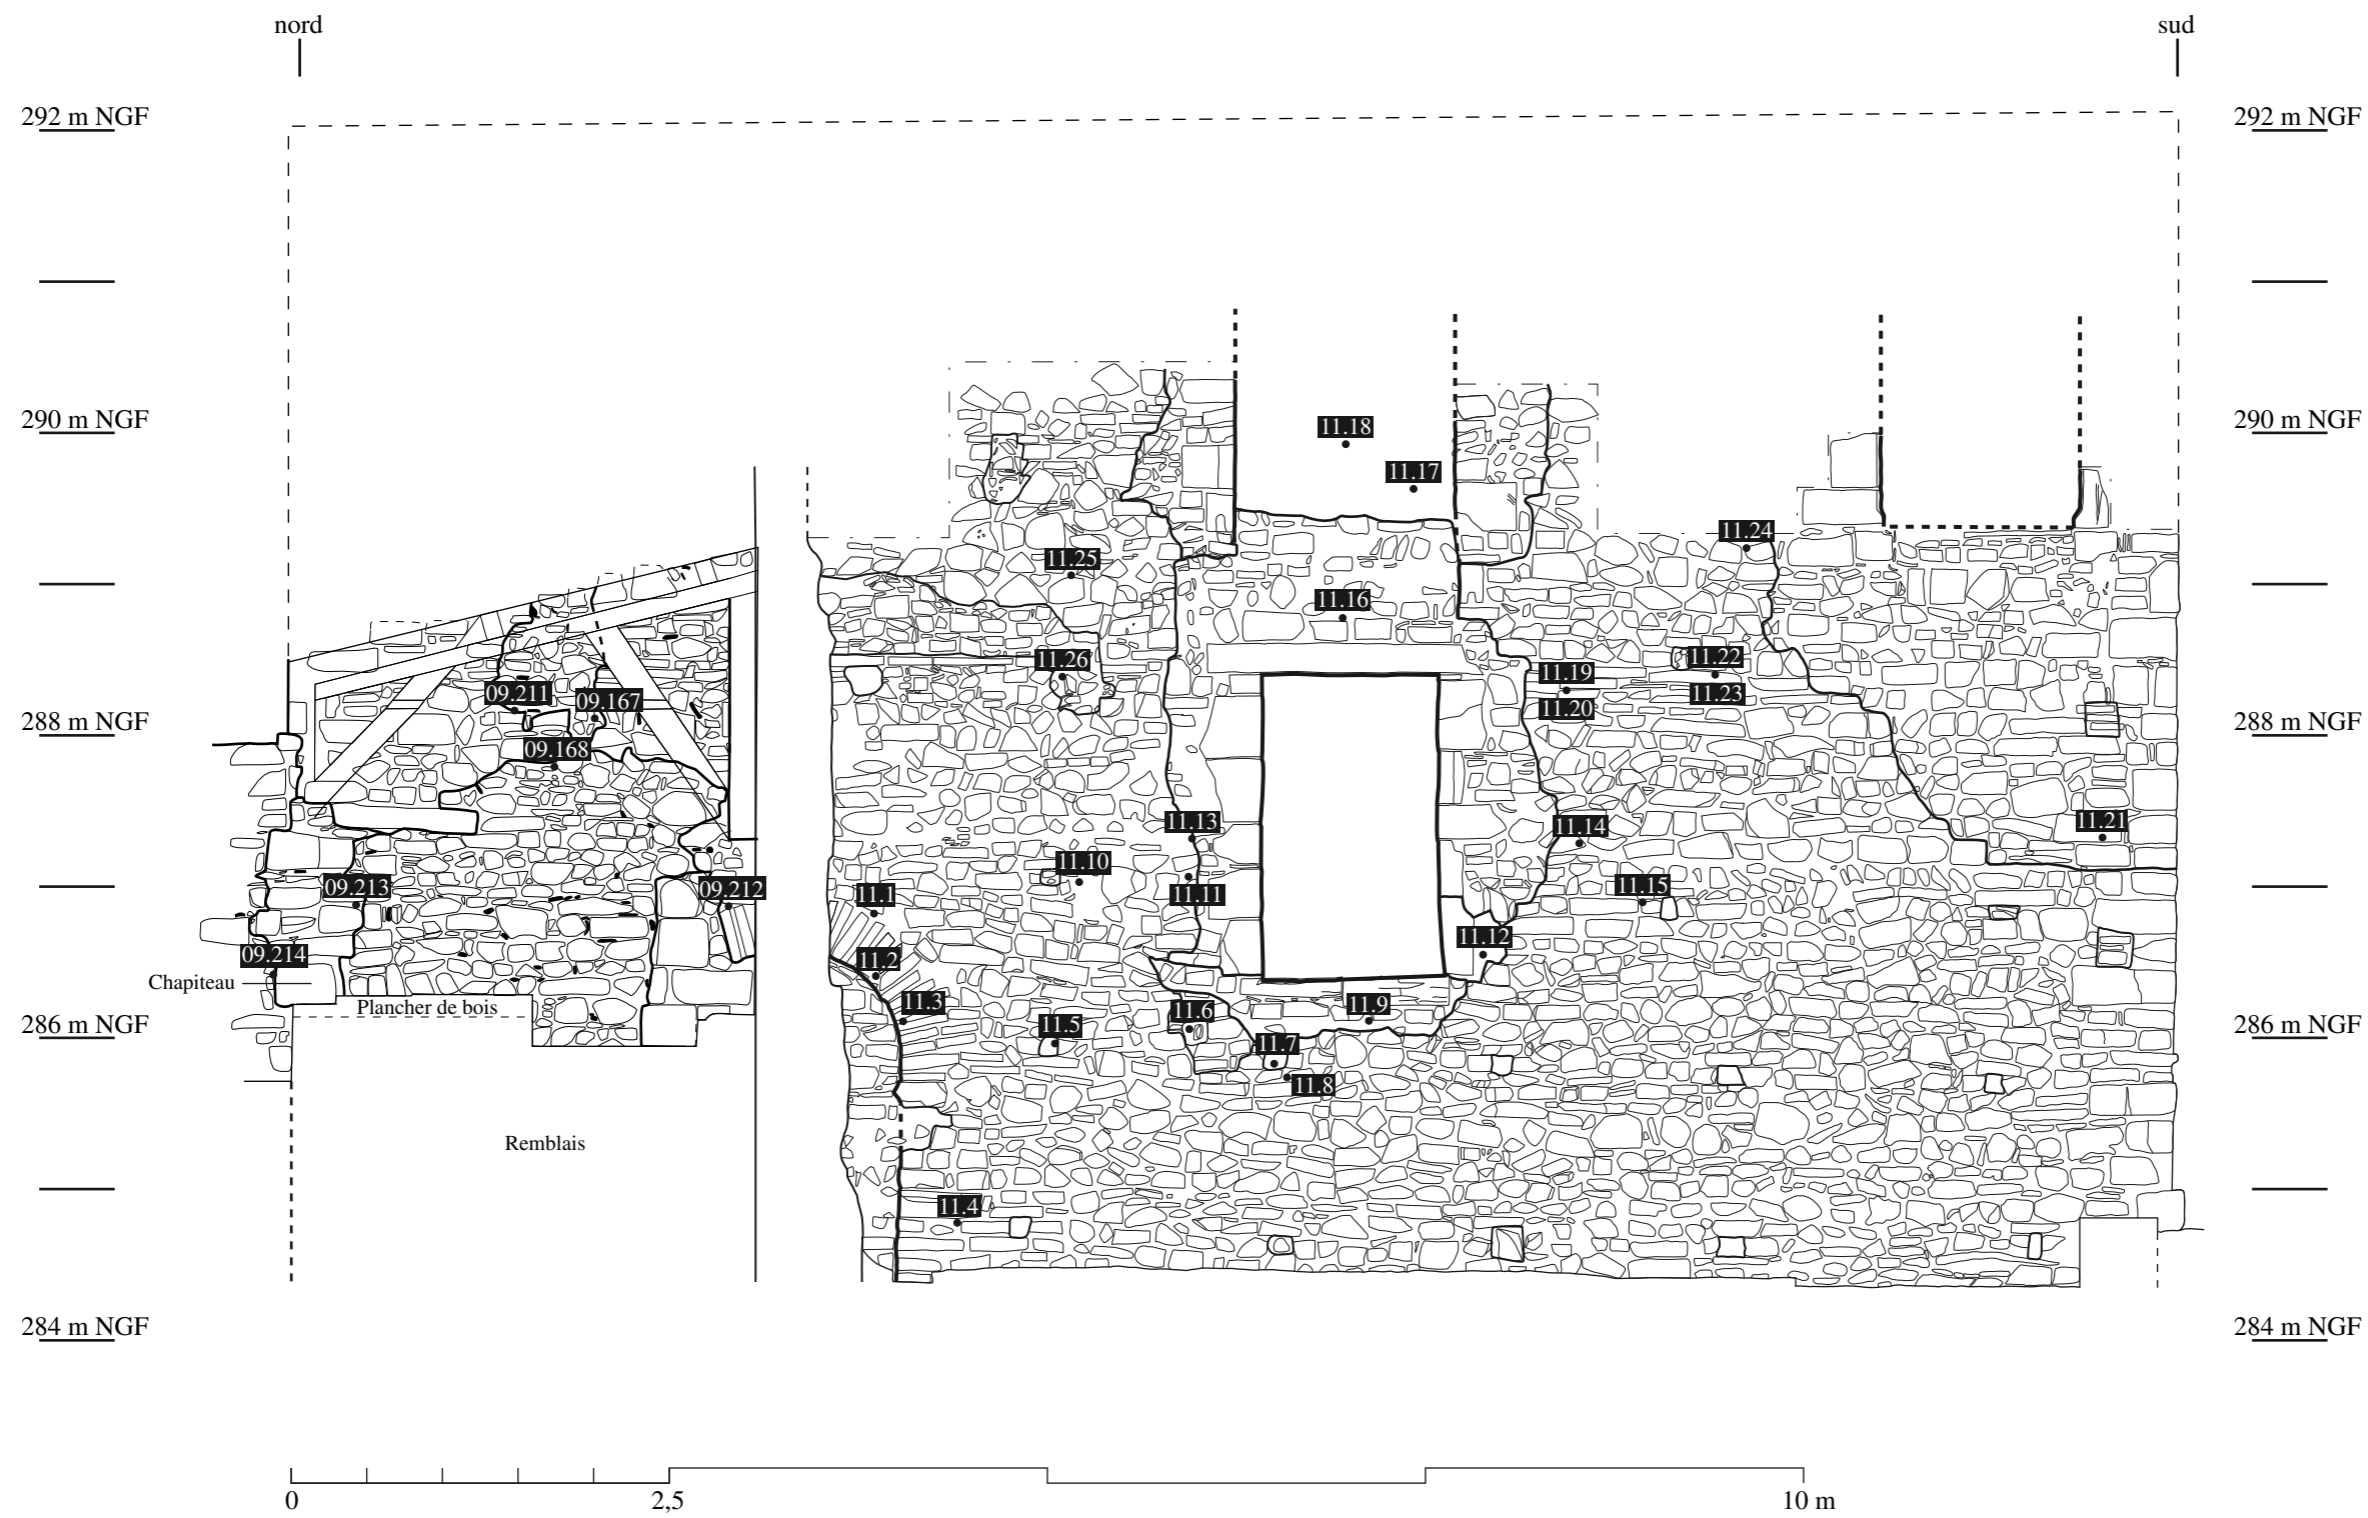 nord
sud
292 m NGF
292 m NGF
290 m NGF
290 m NGF
11.18
11.17
11.24
11.25
11.16
11.26
11.22
11.19
11.23
09.211
09.167
11.20
288 m NGF
288 m NGF
09.168
11.13
11.14
11.21
11.10
09.213
09.212
11.1
11.11
11.15
11.12
09.214
11.2
Chapiteau
Plancher de bois
11.3
11.9
11.6
286 m NGF
11.5
286 m NGF
11.7
11.8
Remblais
11.4
284 m NGF
284 m NGF
0
2,5
10 m